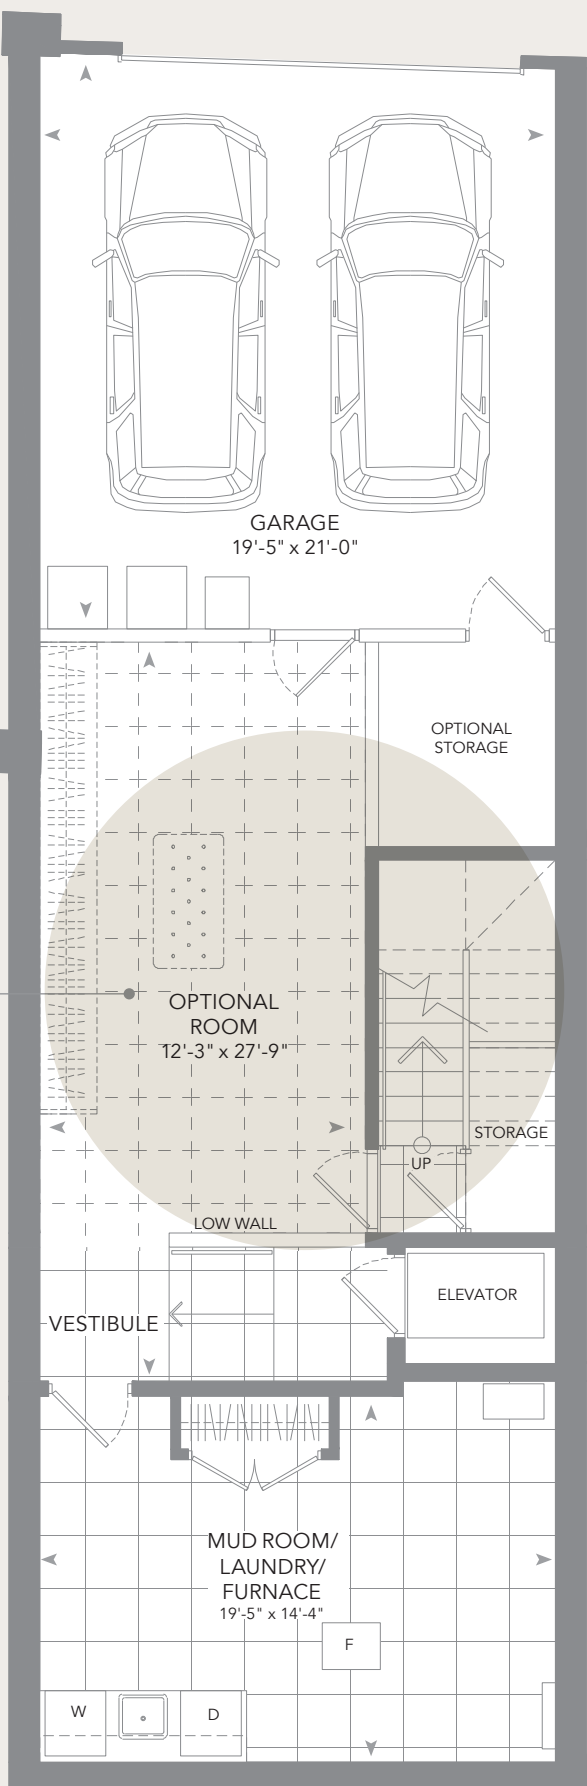 GARAGE
19'-5" x 21'-0"
OPTIONAL
STORAGE
OPTIONAL
ROOM
12'-3" x 27'-9"
STORAGE
UP
LOW WALL
ELEVATOR
VESTIBULE
MUD ROOM/
LAUNDRY/
FURNACE
19'-5" x 14'-4"
F
W
D